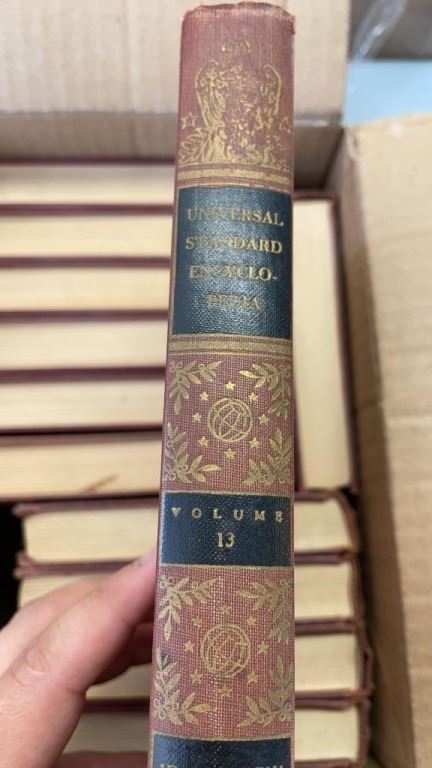 UNIVERSAL
STANDARD
ENCYCLO-
PEDIA
VOLUME
13